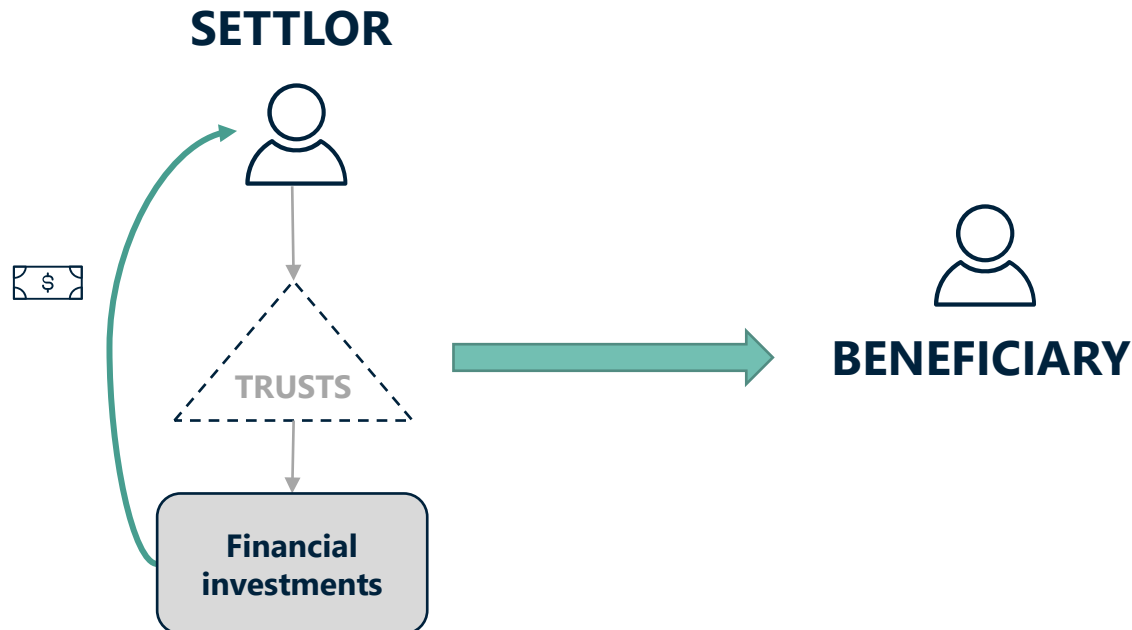 SETTLOR
$
TRUSTS
BENEFICIARY
Financial
investments